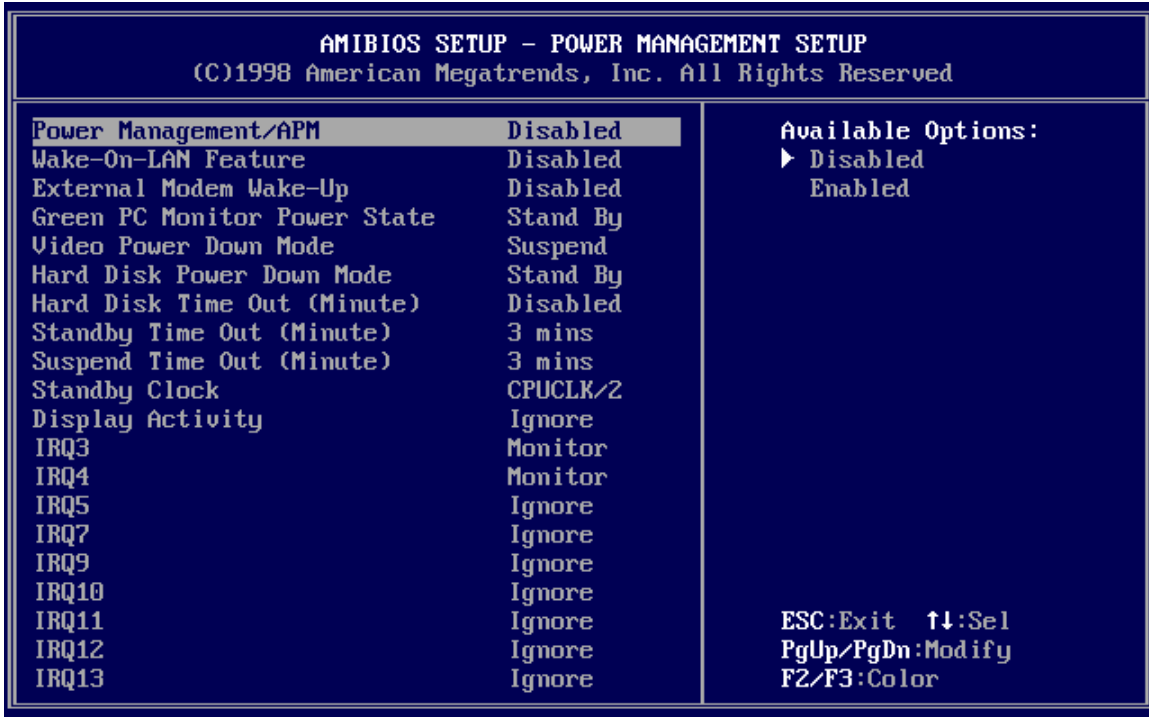 AMIBIOS SETUP - POWER MANAGEMENT SETUP
(C)1998 American Megatrends, Inc. All Rights Reserved
Power Management/APM Disabled
Wake-On-LAN Feature Disabled
External Modem Wake-Up Disabled
Green PC Monitor Power State Stand By
Video Power Down Mode Suspend
Hard Disk Power Down Mode Stand By
Hard Disk Time Out (Minute) Disabled
Standby Time Out (Minute) 3 mins
Suspend Time Out (Minute) 3 mins
Standby Clock CPUCLK/2
Display Activity Ignore
IRQ3 Monitor
IRQ4 Monitor
IRQ5 Ignore
IRQ7 Ignore
IRQ9 Ignore
IRQ10 Ignore
IRQ11 Ignore
IRQ12 Ignore
IRQ13 Ignore
Available Options:
▶ Disabled
Enabled
ESC:Exit ↑↓:Sel
PgUp/PgDn:Modify
F2/F3:Color